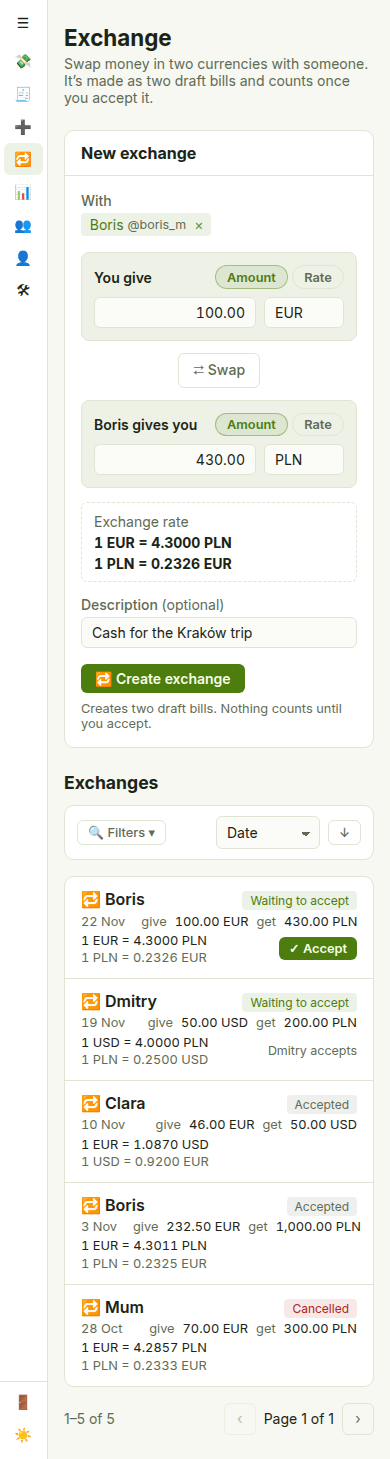 Exchange
Swap money in two currencies with someone.
It’s made as two draft bills and counts once
you accept it.
New exchange
With
Boris @boris_m ×
You give Amount Rate
100.00 EUR
⇄ Swap
Boris gives you Amount Rate
430.00 PLN
Exchange rate
1 EUR = 4.3000 PLN
1 PLN = 0.2326 EUR
Description (optional)
Cash for the Kraków trip
🔁 Create exchange
Creates two draft bills. Nothing counts until
you accept.
Exchanges
🔍 Filters ▾ Date ↓
🔁 Boris Waiting to accept
22 Nov give 100.00 EUR get 430.00 PLN
1 EUR = 4.3000 PLN
1 PLN = 0.2326 EUR
✓ Accept
🔁 Dmitry Waiting to accept
19 Nov give 50.00 USD get 200.00 PLN
1 USD = 4.0000 PLN
1 PLN = 0.2500 USD
Dmitry accepts
🔁 Clara Accepted
10 Nov give 46.00 EUR get 50.00 USD
1 EUR = 1.0870 USD
1 USD = 0.9200 EUR
🔁 Boris Accepted
3 Nov give 232.50 EUR get 1,000.00 PLN
1 EUR = 4.3011 PLN
1 PLN = 0.2325 EUR
🔁 Mum Cancelled
28 Oct give 70.00 EUR get 300.00 PLN
1 EUR = 4.2857 PLN
1 PLN = 0.2333 EUR
1–5 of 5 ‹ Page 1 of 1 ›